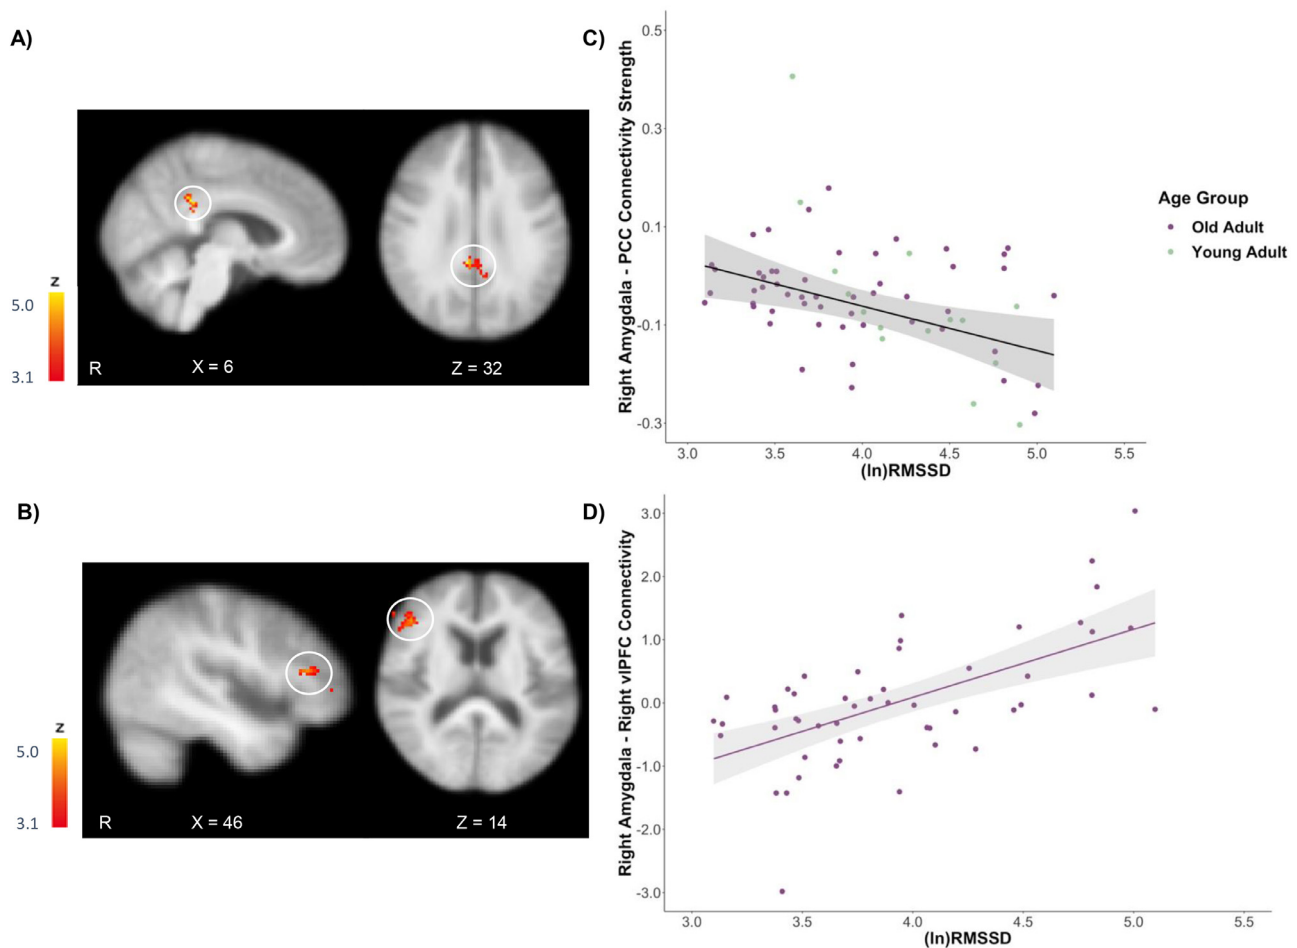 A)
z
5.0
3.1
R
X = 6
Z = 32
B)
z
5.0
3.1
R
X = 46
Z = 14
C)
Right Amygdala - PCC Connectivity Strength
0.5
0.3
0.1
-0.1
-0.3
3.0 3.5 4.0 4.5 5.0 5.5
(ln)RMSSD
Age Group
Old Adult
Young Adult
D)
Right Amygdala - Right vlPFC Connectivity
3.0
2.0
1.0
0.0
-1.0
-2.0
-3.0
3.0 3.5 4.0 4.5 5.0 5.5
(ln)RMSSD